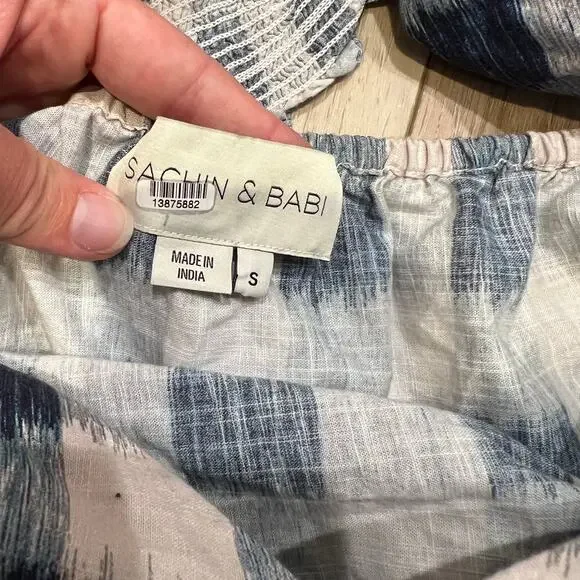 SACHIN & BABI
13875882
MADE IN
INDIA
S